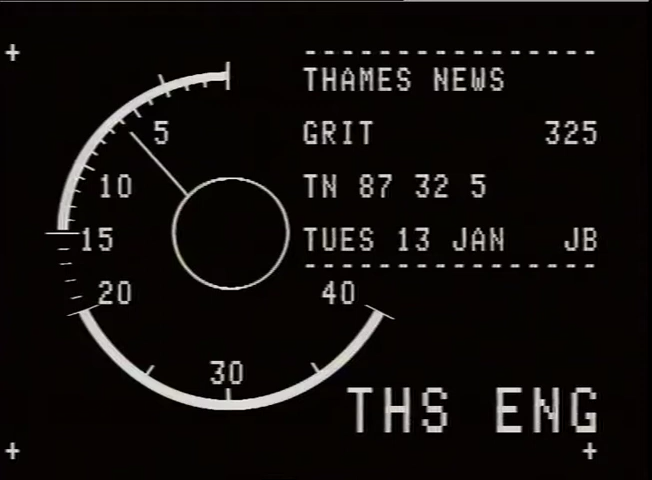 THAMES NEWS
GRIT 325
TN 87 32 5
TUES 13 JAN JB
5
10
15
20
30
40
THS ENG